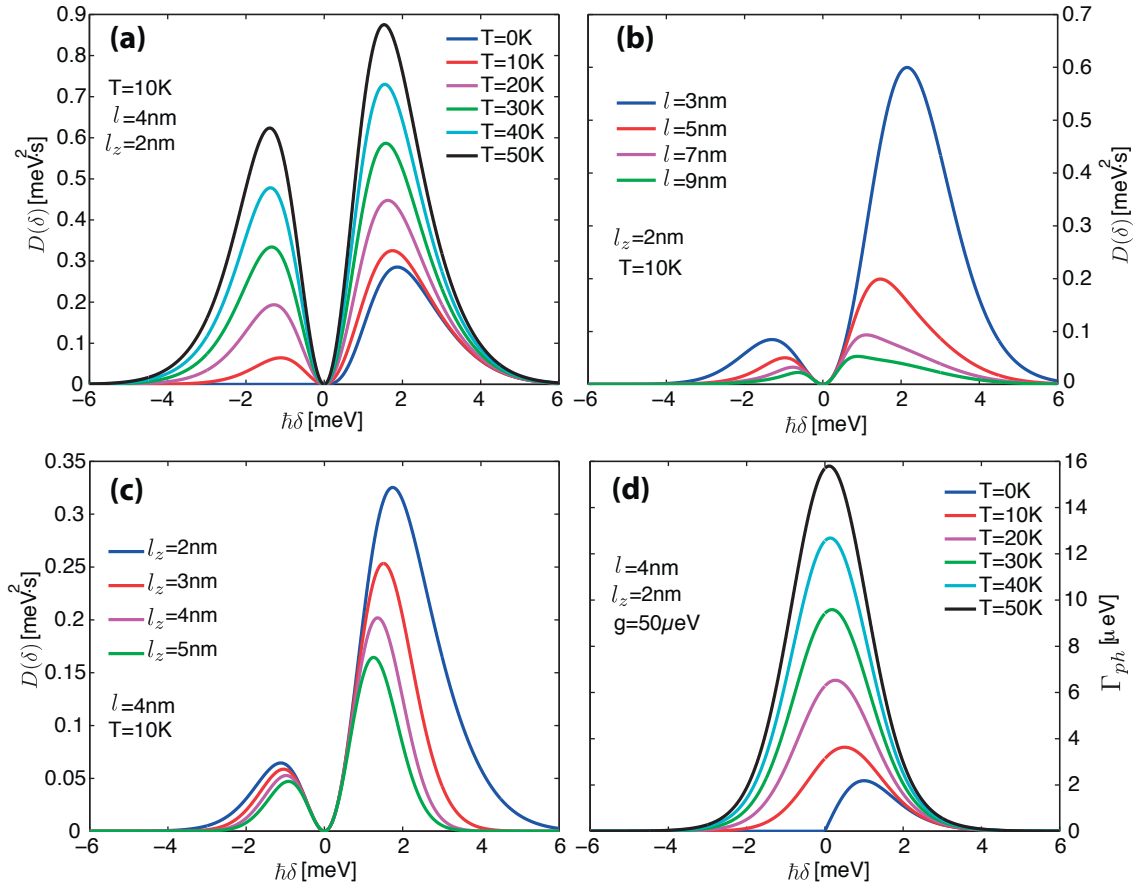 (a)
T=10K
l=4nm
l_z=2nm
T=0K
T=10K
T=20K
T=30K
T=40K
T=50K
D(δ) [meV²·s]
0.9
0.8
0.7
0.6
0.5
0.4
0.3
0.2
0.1
0
−6 −4 −2 0 2 4 6
ħδ [meV]
(b)
l=3nm
l=5nm
l=7nm
l=9nm
l_z=2nm
T=10K
0.7
0.6
0.5
0.4
0.3
0.2
0.1
0
D(δ) [meV²·s]
−6 −4 −2 0 2 4 6
ħδ [meV]
(c)
l_z=2nm
l_z=3nm
l_z=4nm
l_z=5nm
l=4nm
T=10K
D(δ) [meV²·s]
0.35
0.3
0.25
0.2
0.15
0.1
0.05
0
−6 −4 −2 0 2 4 6
ħδ [meV]
(d)
l=4nm
l_z=2nm
g=50μeV
T=0K
T=10K
T=20K
T=30K
T=40K
T=50K
16
14
12
10
8
6
4
2
0
Γ_ph [μeV]
−6 −4 −2 0 2 4 6
ħδ [meV]